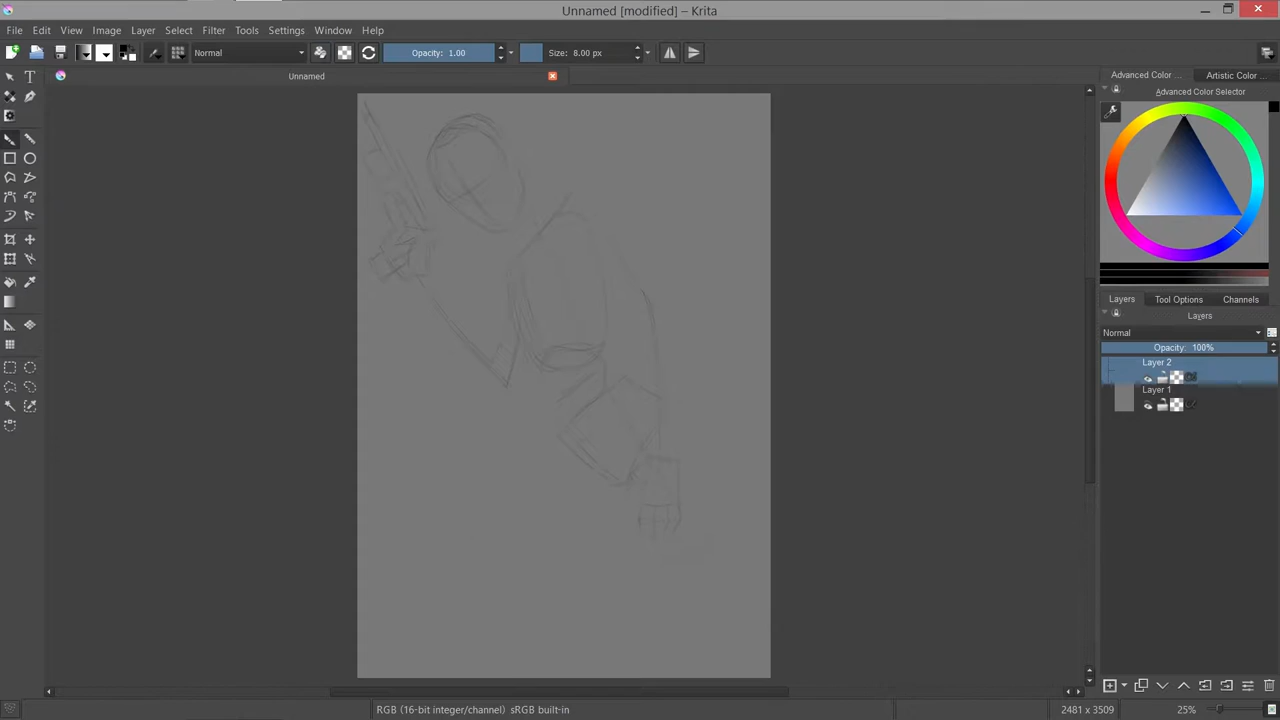 Unnamed [modified] – Krita
File Edit View Image Layer Select Filter Tools Settings Window Help
Normal Opacity: 1.00 Size: 8.00 px
Unnamed
Advanced Color ... Artistic Color ...
Advanced Color Selector
Layers Tool Options Channels
Layers
Normal
Opacity: 100%
Layer 2
Layer 1
RGB (16-bit integer/channel) sRGB built-in 2481 x 3509 25%